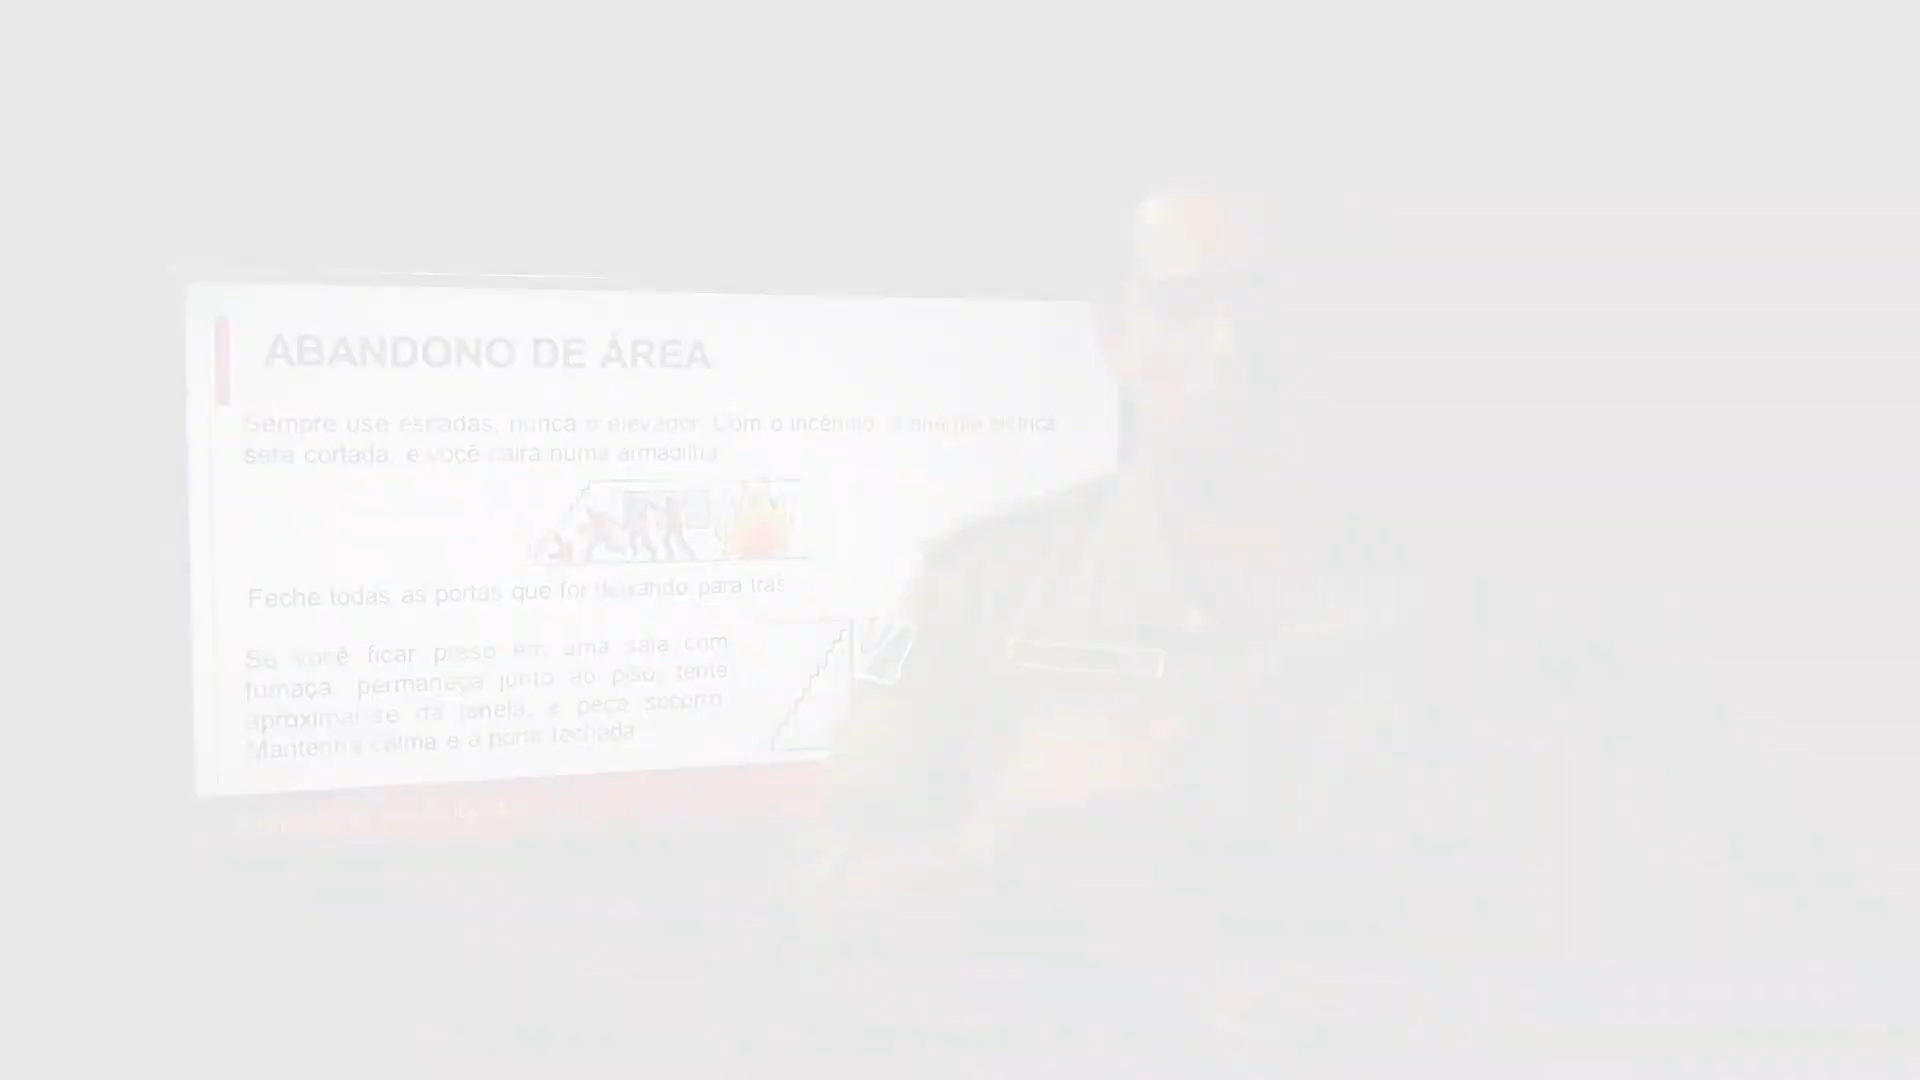 ABANDONO DE ÁREA
Sempre use escadas, nunca o elevador. Com o incêndio, a energia elétrica
será cortada, e você cairá numa armadilha.
Feche todas as portas que for deixando para trás
Se você ficar preso em uma sala com
fumaça, permaneça junto ao piso, tente
aproximar-se da janela, e peça socorro.
Mantenha calma e a porta fechada